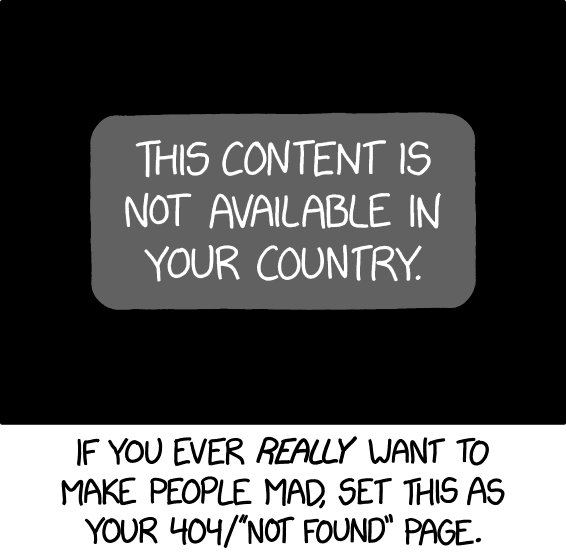 THIS CONTENT IS
NOT AVAILABLE IN
YOUR COUNTRY.
IF YOU EVER REALLY WANT TO
MAKE PEOPLE MAD, SET THIS AS
YOUR 404/"NOT FOUND" PAGE.